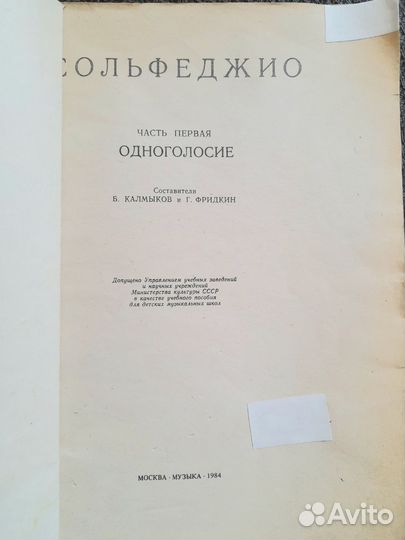 СОЛЬФЕДЖИО
ЧАСТЬ ПЕРВАЯ
ОДНОГОЛОСИЕ
Составители
Б. КАЛМЫКОВ и Г. ФРИДКИН
Допущено Управлением учебных заведений
и научных учреждений
Министерства культуры СССР
в качестве учебного пособия
для детских музыкальных школ
МОСКВА · МУЗЫКА · 1984
Avito